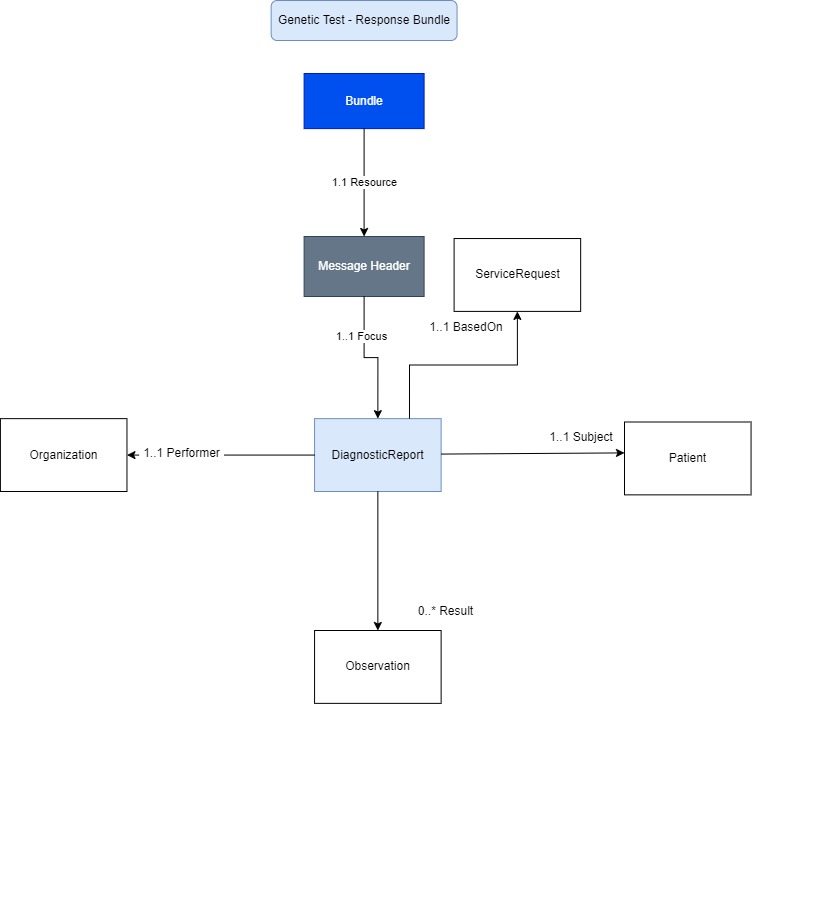 Genetic Test - Response Bundle
Bundle
1.1 Resource
Message Header
ServiceRequest
1..1 Focus
1..1 BasedOn
Organization
1..1 Performer
DiagnosticReport
1..1 Subject
Patient
0..* Result
Observation